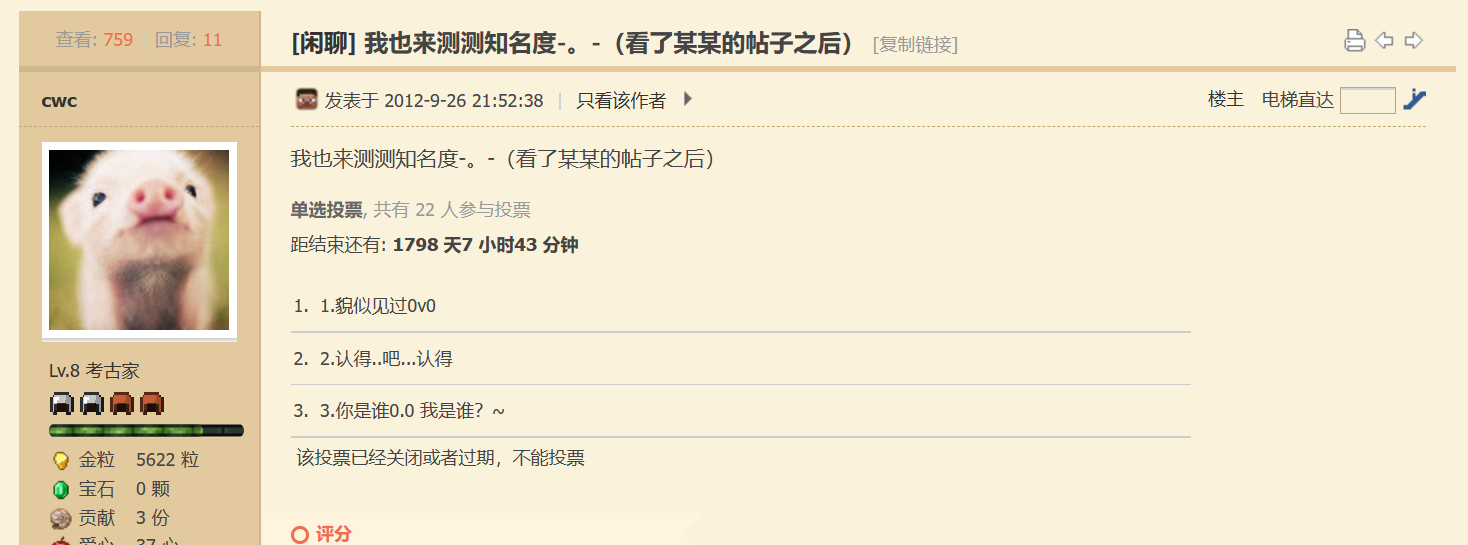 查看: 759 | 回复: 11
[闲聊] 我也来测测知名度-。-（看了某某的帖子之后） [复制链接]
cwc
发表于 2012-9-26 21:52:38 | 只看该作者
楼主 电梯直达
我也来测测知名度-。-（看了某某的帖子之后）
单选投票, 共有 22 人参与投票
距结束还有: 1798 天7 小时43 分钟
1. 1.貌似见过0v0
2. 2.认得..吧...认得
3. 3.你是谁0.0 我是谁？~
该投票已经关闭或者过期，不能投票
评分
Lv.8 考古家
金粒 5622 粒
宝石 0 颗
贡献 3 份
爱心 37 心